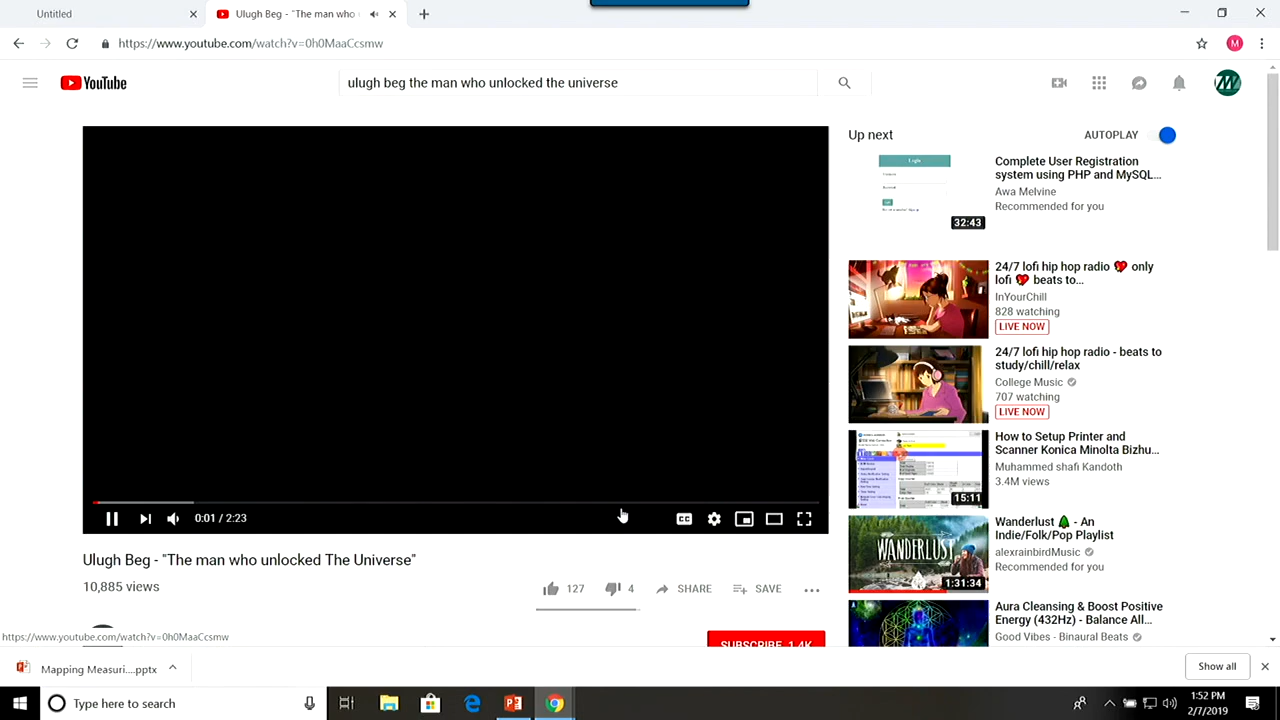 Untitled
Ulugh Beg - "The man who
https://www.youtube.com/watch?v=0h0MaaCcsmw
M
YouTube
ulugh beg the man who unlocked the universe
Up next
AUTOPLAY
Login
32:43
Complete User Registration
system using PHP and MySQL...
Awa Melvine
Recommended for you
24/7 lofi hip hop radio 💖 only
lofi 💖 beats to...
InYourChill
828 watching
LIVE NOW
24/7 lofi hip hop radio - beats to
study/chill/relax
College Music
707 watching
LIVE NOW
15:11
How to Setup Printer and
Scanner Konica Minolta Bizhu...
Muhammed shafi Kandoth
3.4M views
WANDERLUST
1:31:34
Wanderlust 🌲 - An
Indie/Folk/Pop Playlist
alexrainbirdMusic
Recommended for you
Aura Cleansing & Boost Positive
Energy (432Hz) - Balance All...
Good Vibes - Binaural Beats
0:01 / 2:23
CC
Ulugh Beg - "The man who unlocked The Universe"
10,885 views
127
4
SHARE
SAVE
SUBSCRIBE 1.4K
https://www.youtube.com/watch?v=0h0MaaCcsmw
Mapping Measuri....pptx
Show all
Type here to search
1:52 PM
2/7/2019